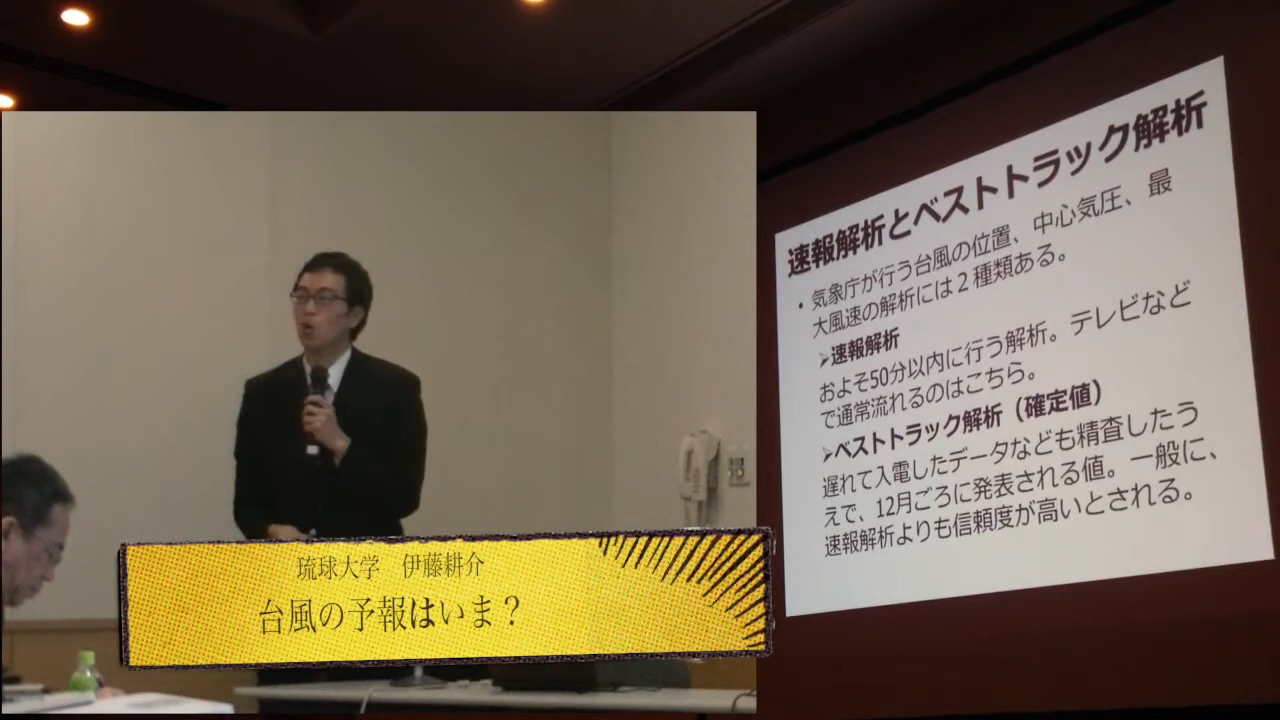 速報解析とベストトラック解析
・気象庁が行う台風の位置、中心気圧、最
大風速の解析には2種類ある。
➢速報解析
およそ50分以内に行う解析。テレビなど
で通常流れるのはこちら。
➢ベストトラック解析（確定値）
遅れて入電したデータなども精査したう
えで、12月ごろに発表される値。一般に、
速報解析よりも信頼度が高いとされる。
琉球大学　伊藤耕介
台風の予報はいま？